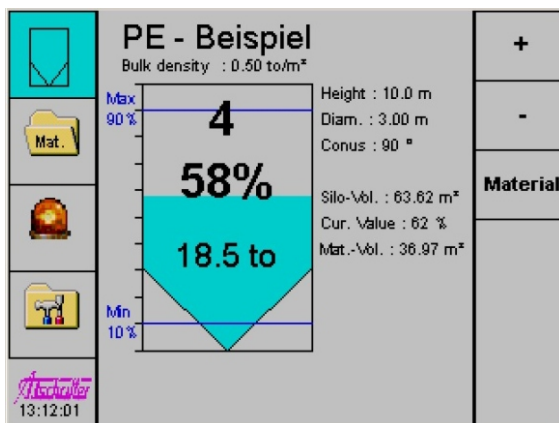 PE - Beispiel
Bulk density : 0.50 to/m³
Max
90%
4
58%
18.5 to
Min
10%
Height : 10.0 m
Diam. : 3.00 m
Conus : 90 °
Silo-Vol. : 63.62 m³
Cur. Value : 62 %
Mat.-Vol. : 36.97 m³
Mat.
13:12:01
+
-
Material